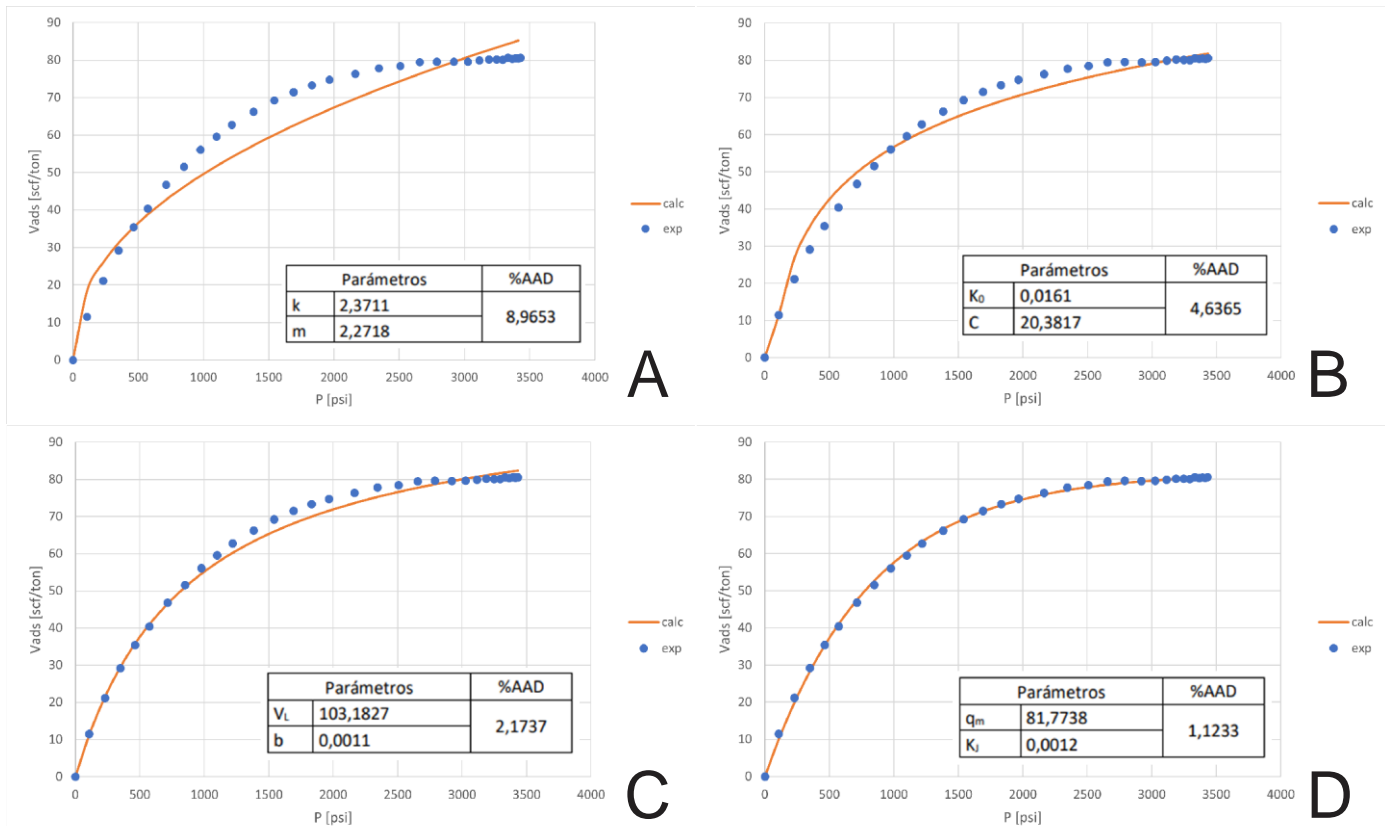 90
80
70
60
50
40
30
20
10
0
Vads [scf/ton]
0 500 1000 1500 2000 2500 3000 3500 4000
P [psi]
calc
exp
Parámetros %AAD
k 2,3711 8,9653
m 2,2718
A
90
80
70
60
50
40
30
20
10
0
Vads [scf/ton]
0 500 1000 1500 2000 2500 3000 3500 4000
P [psi]
calc
exp
Parámetros %AAD
K₀ 0,0161 4,6365
C 20,3817
B
90
80
70
60
50
40
30
20
10
0
Vads [scf/ton]
0 500 1000 1500 2000 2500 3000 3500 4000
P [psi]
calc
exp
Parámetros %AAD
V_L 103,1827 2,1737
b 0,0011
C
90
80
70
60
50
40
30
20
10
0
Vads [scf/ton]
0 500 1000 1500 2000 2500 3000 3500 4000
P [psi]
calc
exp
Parámetros %AAD
qₘ 81,7738 1,1233
K_J 0,0012
D